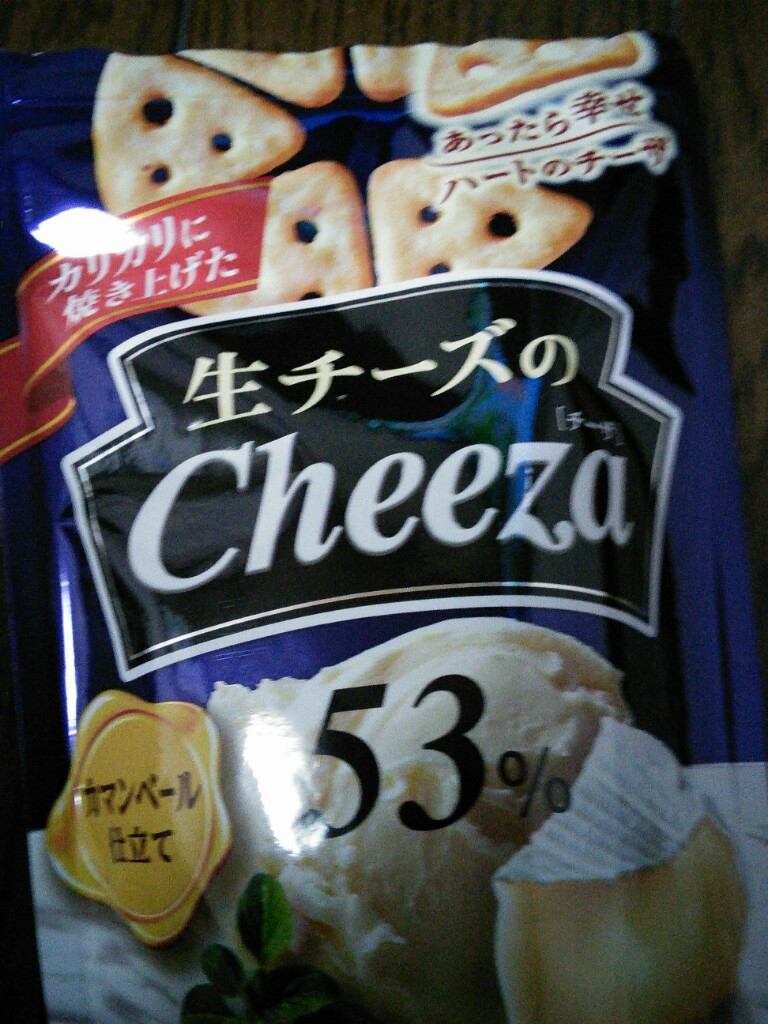 あったら幸せ
ハートのチーザ
カリカリに
焼き上げた
生チーズの
[チーザ]
Cheeza
53%
カマンベール
仕立て